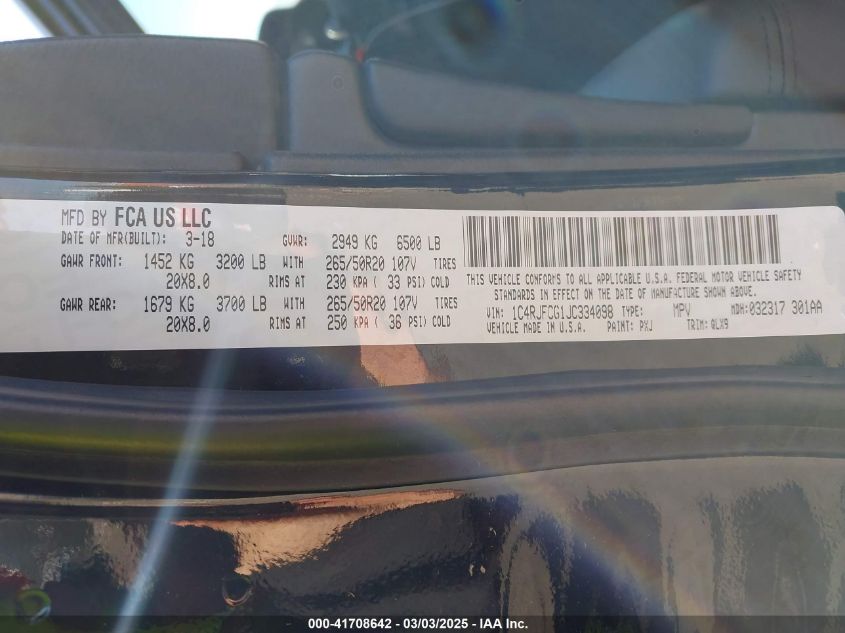 MFD BY FCA US LLC
DATE OF MFR(BUILT): 3-18 GVWR: 2949 KG 6500 LB
GAWR FRONT: 1452 KG 3200 LB WITH 265/50R20 107V TIRES
20X8.0 RIMS AT 230 KPA ( 33 PSI) COLD
GAWR REAR: 1679 KG 3700 LB WITH 265/50R20 107V TIRES
20X8.0 RIMS AT 250 KPA ( 36 PSI) COLD
THIS VEHICLE CONFORMS TO ALL APPLICABLE U.S.A. FEDERAL MOTOR VEHICLE SAFETY
STANDARDS IN EFFECT ON THE DATE OF MANUFACTURE SHOWN ABOVE.
VIN: 1C4RJFCG1JC334098 TYPE: MPV MDH:032317 301AA
VEHICLE MADE IN U.S.A. PAINT: PXJ TRIM: QLX9
000-41708642 / 03/03/2025 - IAA Inc.